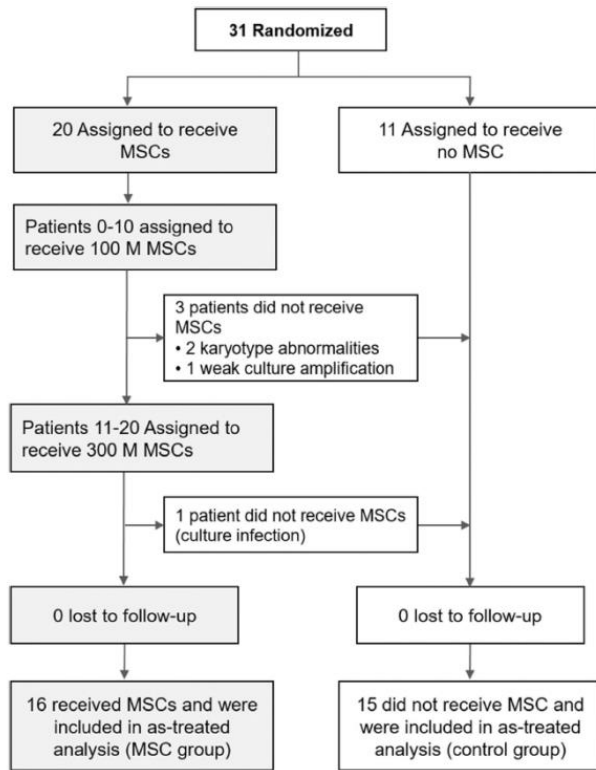 31 Randomized
20 Assigned to receive
MSCs
11 Assigned to receive
no MSC
Patients 0-10 assigned to
receive 100 M MSCs
3 patients did not receive
MSCs
• 2 karyotype abnormalities
• 1 weak culture amplification
Patients 11-20 Assigned to
receive 300 M MSCs
1 patient did not receive MSCs
(culture infection)
0 lost to follow-up
0 lost to follow-up
16 received MSCs and were
included in as-treated
analysis (MSC group)
15 did not receive MSC and
were included in as-treated
analysis (control group)